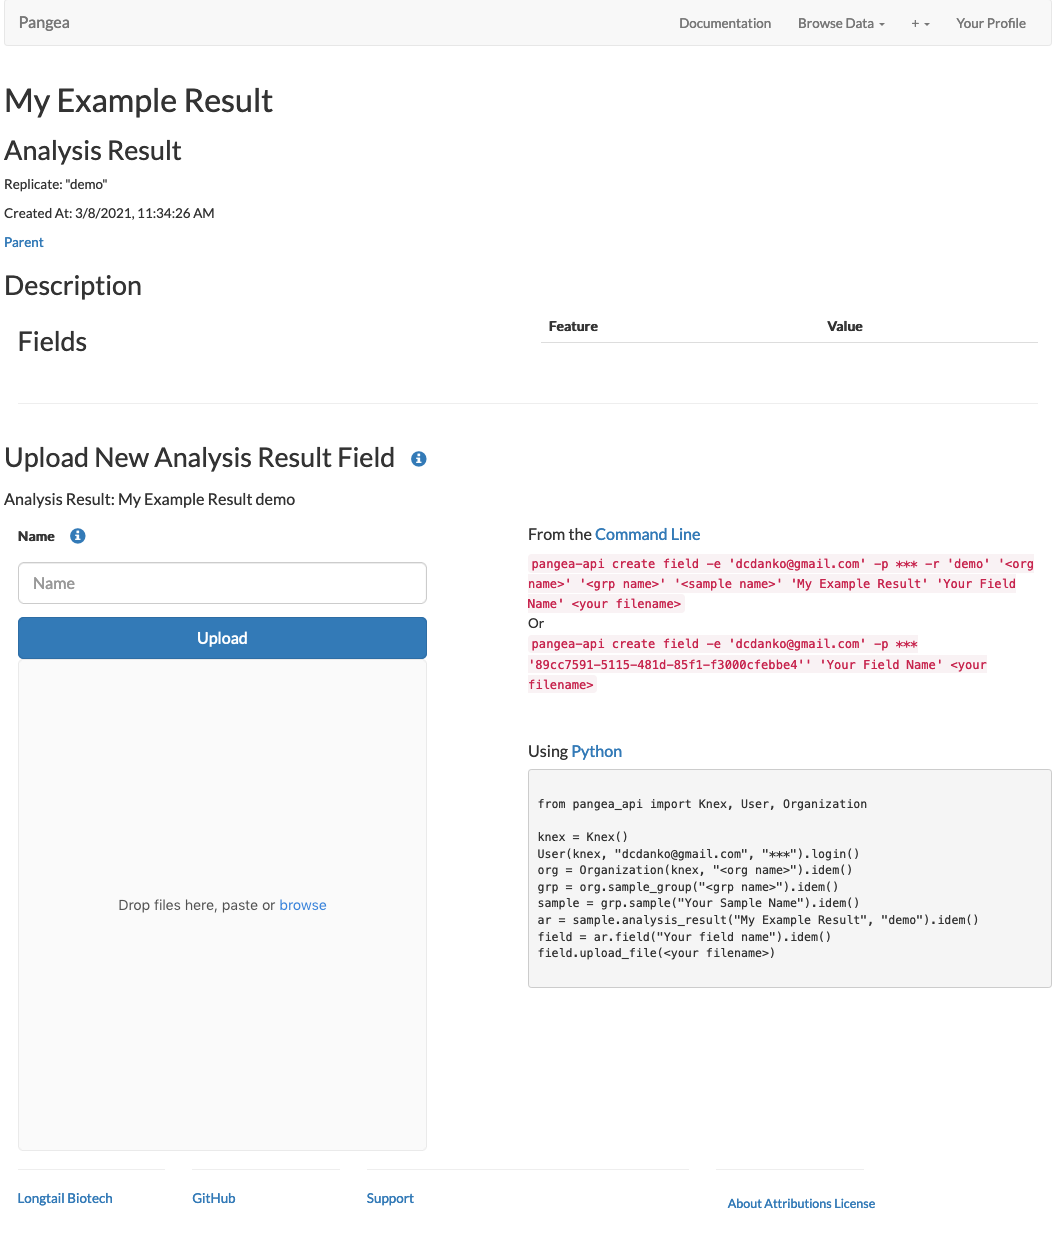 Pangea
Documentation
Browse Data
+
Your Profile
My Example Result
Analysis Result
Replicate: "demo"
Created At: 3/8/2021, 11:34:26 AM
Parent
Description
Fields
Feature
Value
Upload New Analysis Result Field
Analysis Result: My Example Result demo
Name
Name
Upload
Drop files here, paste or browse
From the Command Line
pangea-api create field -e 'dcdanko@gmail.com' -p *** -r 'demo' '<org
name>' '<grp name>' '<sample name>' 'My Example Result' 'Your Field
Name' <your filename>
Or
pangea-api create field -e 'dcdanko@gmail.com' -p ***
'89cc7591-5115-481d-85f1-f3000cfebbe4'' 'Your Field Name' <your
filename>
Using Python
from pangea_api import Knex, User, Organization
knex = Knex()
User(knex, "dcdanko@gmail.com", "***").login()
org = Organization(knex, "<org name>").idem()
grp = org.sample_group("<grp name>").idem()
sample = grp.sample("Your Sample Name").idem()
ar = sample.analysis_result("My Example Result", "demo").idem()
field = ar.field("Your field name").idem()
field.upload_file(<your filename>)
Longtail Biotech
GitHub
Support
About Attributions License